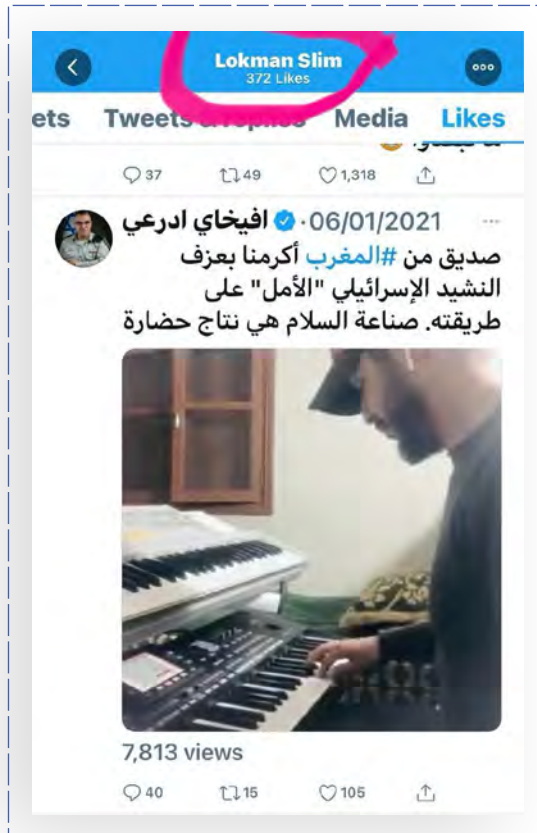 Lokman Slim
372 Likes
ets Tweets & replies Media Likes
37 49 1,318
افيخاي ادرعي · 06/01/2021
صديق من #المغرب أكرمنا بعزف
النشيد الإسرائيلي "الأمل" على
طريقته. صناعة السلام هي نتاج حضارة
7,813 views
40 15 105